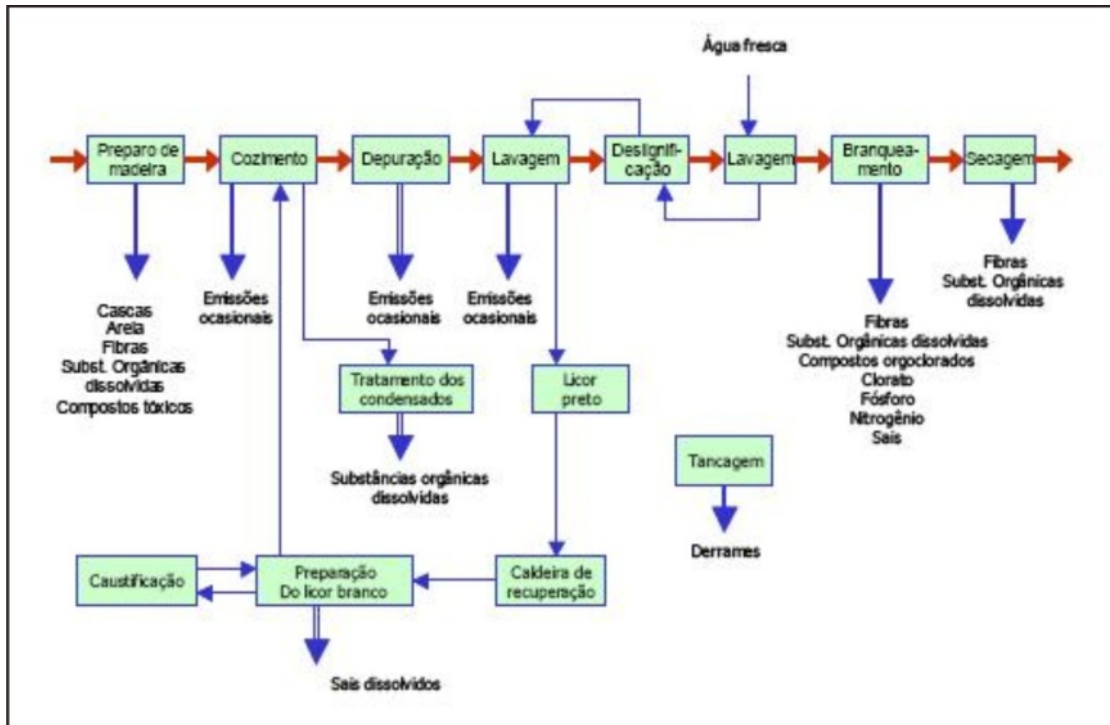 Água fresca
Preparo de
madeira
Cozimento
Depuração
Lavagem
Deslignifi-
cação
Lavagem
Branquea-
mento
Secagem
Cascas
Areia
Fibras
Subst. Orgânicas
dissolvidas
Compostos tóxicos
Emissões
ocasionais
Emissões
ocasionais
Emissões
ocasionais
Fibras
Subst. Orgânicas dissolvidas
Compostos orgoclorados
Clorato
Fósforo
Nitrogênio
Sais
Fibras
Subst. Orgânicas
dissolvidas
Tratamento dos
condensados
Licor
preto
Substâncias orgânicas
dissolvidas
Tancagem
Derrames
Caustificação
Preparação
Do licor branco
Caldeira de
recuperação
Sais dissolvidos